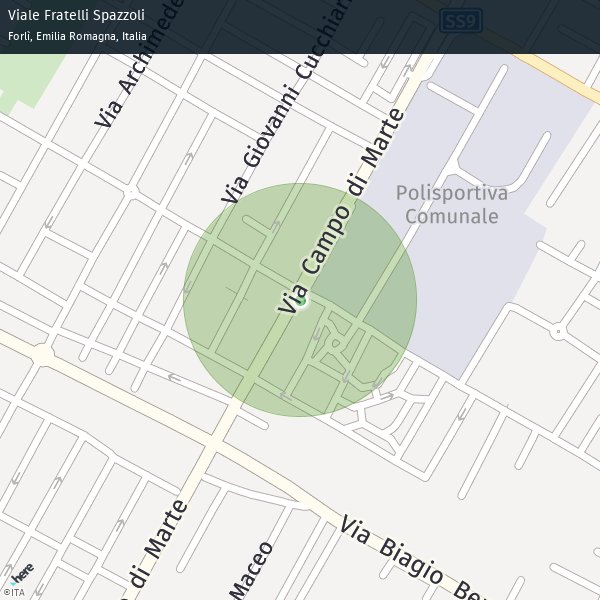 Viale Fratelli Spazzoli
Forlì, Emilia Romagna, Italia
SS9
Via Archimede
Via Giovanni Cucchiari
Via Campo di Marte
Polisportiva
Comunale
di Marte
Maceo
Via Biagio Be
here
©ITA